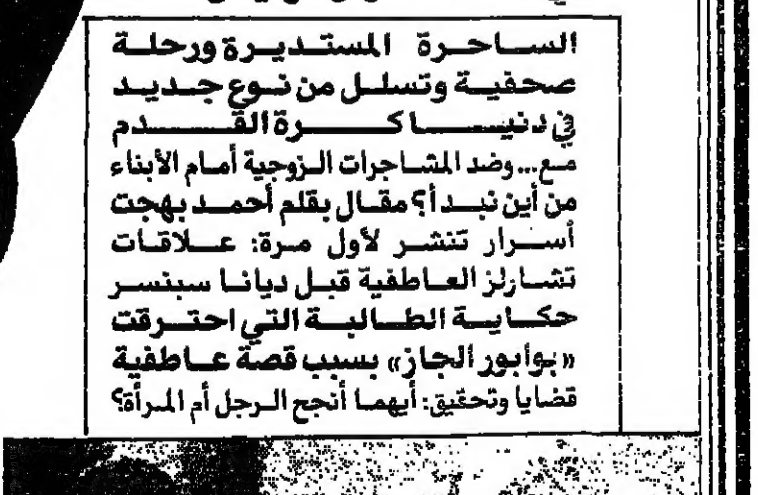 الساحرة المستديرة ورحلة
صحفية وتسلل من نوع جديد
في دنيا كرة القدم
مع... وضد المشاجرات الزوجية أمام الأبناء
من أين نبدأ؟ مقال بقلم أحمد بهجت
أسرار تنشر لأول مرة: علاقات
تشارلز العاطفية قبل ديانا سبنسر
حكاية الطالبة التي احترقت
«بوابور الجاز» بسبب قصة عاطفية
قضايا وتحقيق: أيهما أنجح الرجل أم المرأة؟